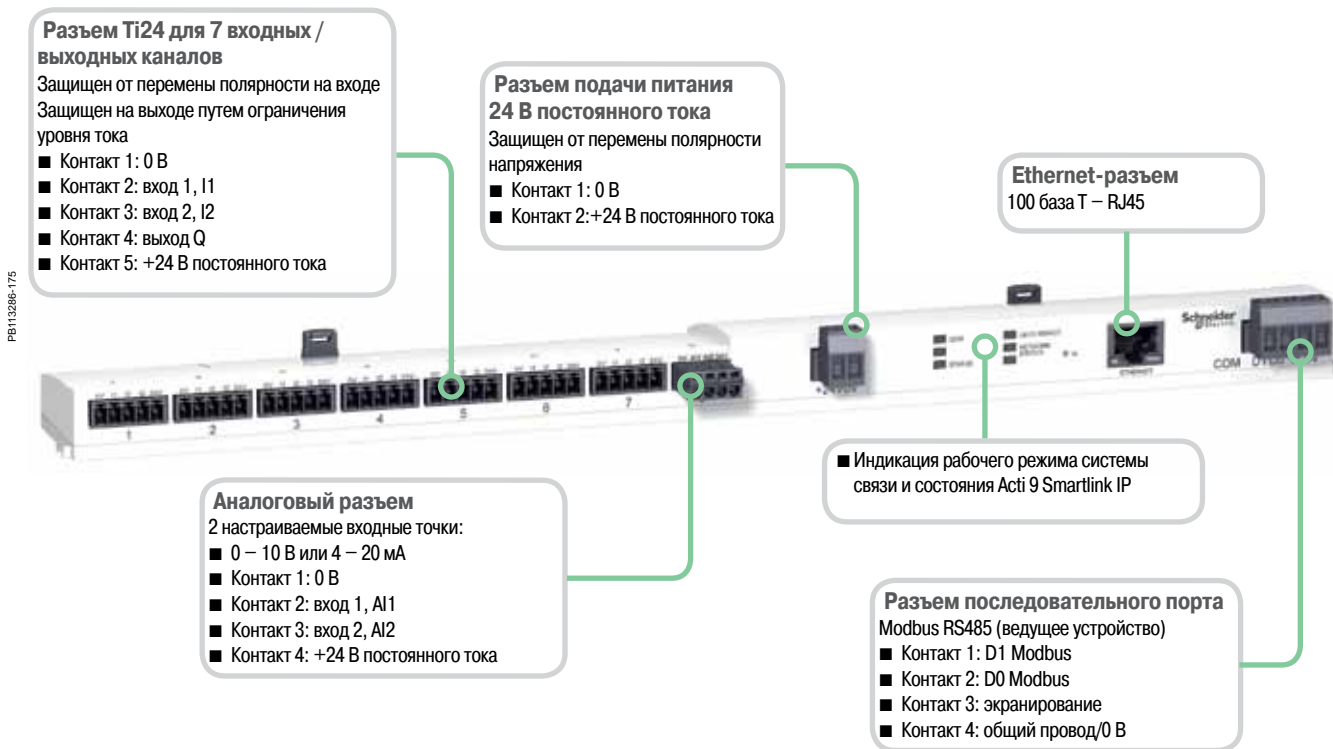 Разъем Ti24 для 7 входных /
выходных каналов
Защищен от перемены полярности на входе
Защищен на выходе путем ограничения
уровня тока
■ Контакт 1: 0 В
■ Контакт 2: вход 1, I1
■ Контакт 3: вход 2, I2
■ Контакт 4: выход Q
■ Контакт 5: +24 В постоянного тока
Разъем подачи питания
24 В постоянного тока
Защищен от перемены полярности
напряжения
■ Контакт 1: 0 В
■ Контакт 2:+24 В постоянного тока
Ethernet-разъем
100 база T – RJ45
PB113286-175
Schneider
Electric
ETHERNET
COM
1
2
3
4
5
6
7
■ Индикация рабочего режима системы
связи и состояния Acti 9 Smartlink IP
Аналоговый разъем
2 настраиваемые входные точки:
■ 0 – 10 В или 4 – 20 мА
■ Контакт 1: 0 В
■ Контакт 2: вход 1, AI1
■ Контакт 3: вход 2, AI2
■ Контакт 4: +24 В постоянного тока
Разъем последовательного порта
Modbus RS485 (ведущее устройство)
■ Контакт 1: D1 Modbus
■ Контакт 2: D0 Modbus
■ Контакт 3: экранирование
■ Контакт 4: общий провод/0 В